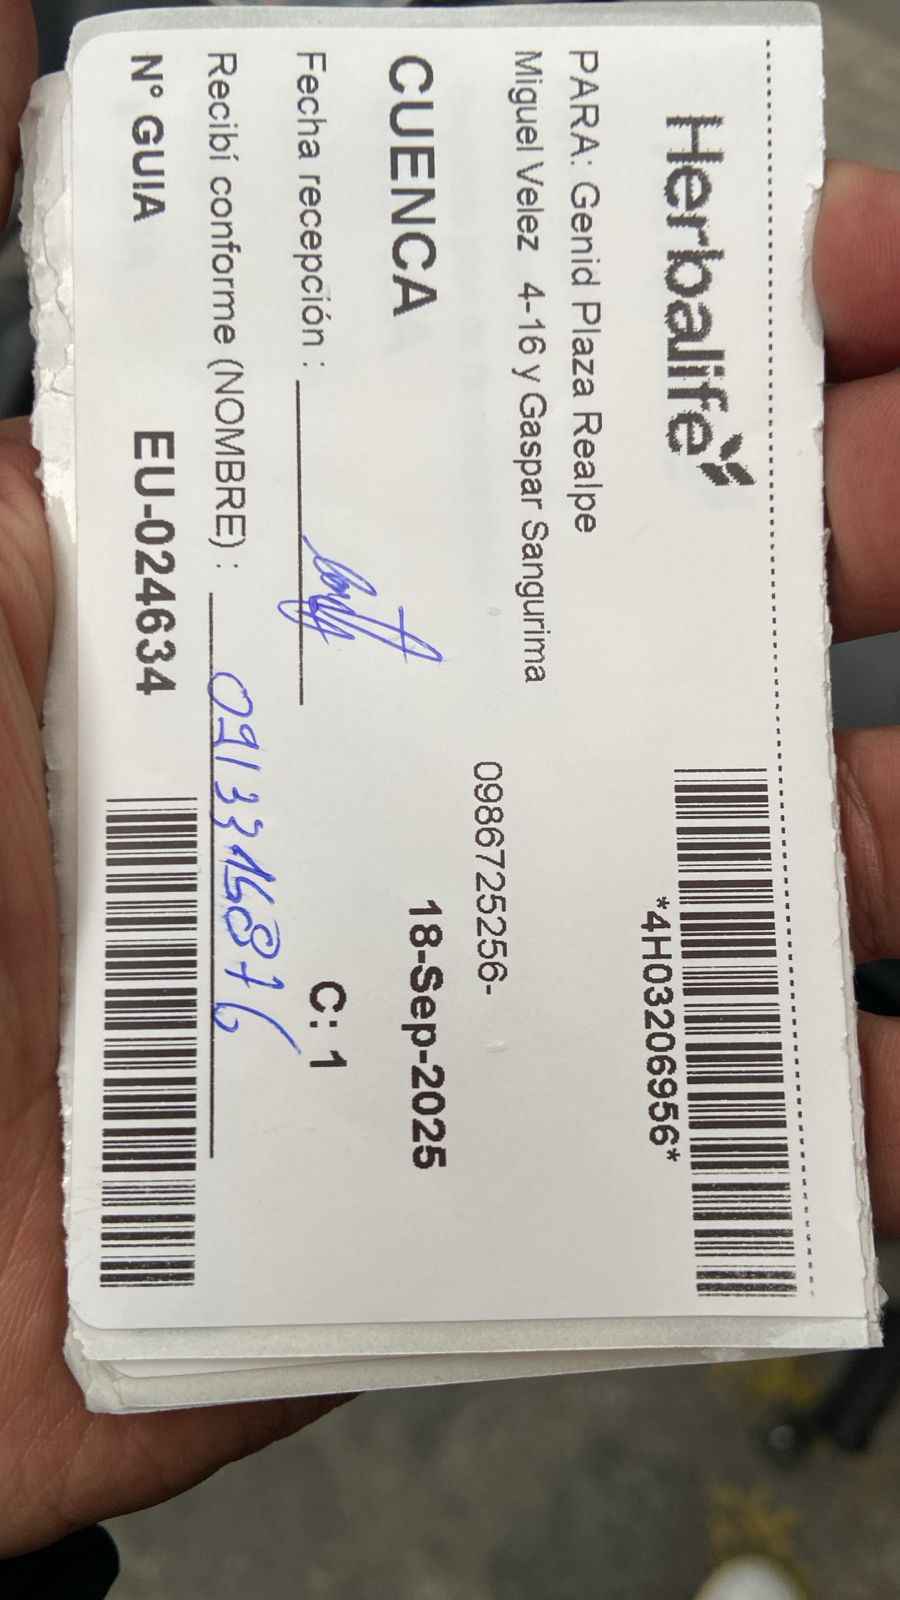 Herbalife
*4H03206956*
PARA: Genid Plaza Realpe
Miguel Velez 4-16 y Gaspar Sangurima
0986725256-
CUENCA
18-Sep-2025
Fecha recepción :
C: 1
Recibí conforme (NOMBRE) :
N° GUIA
EU-024634